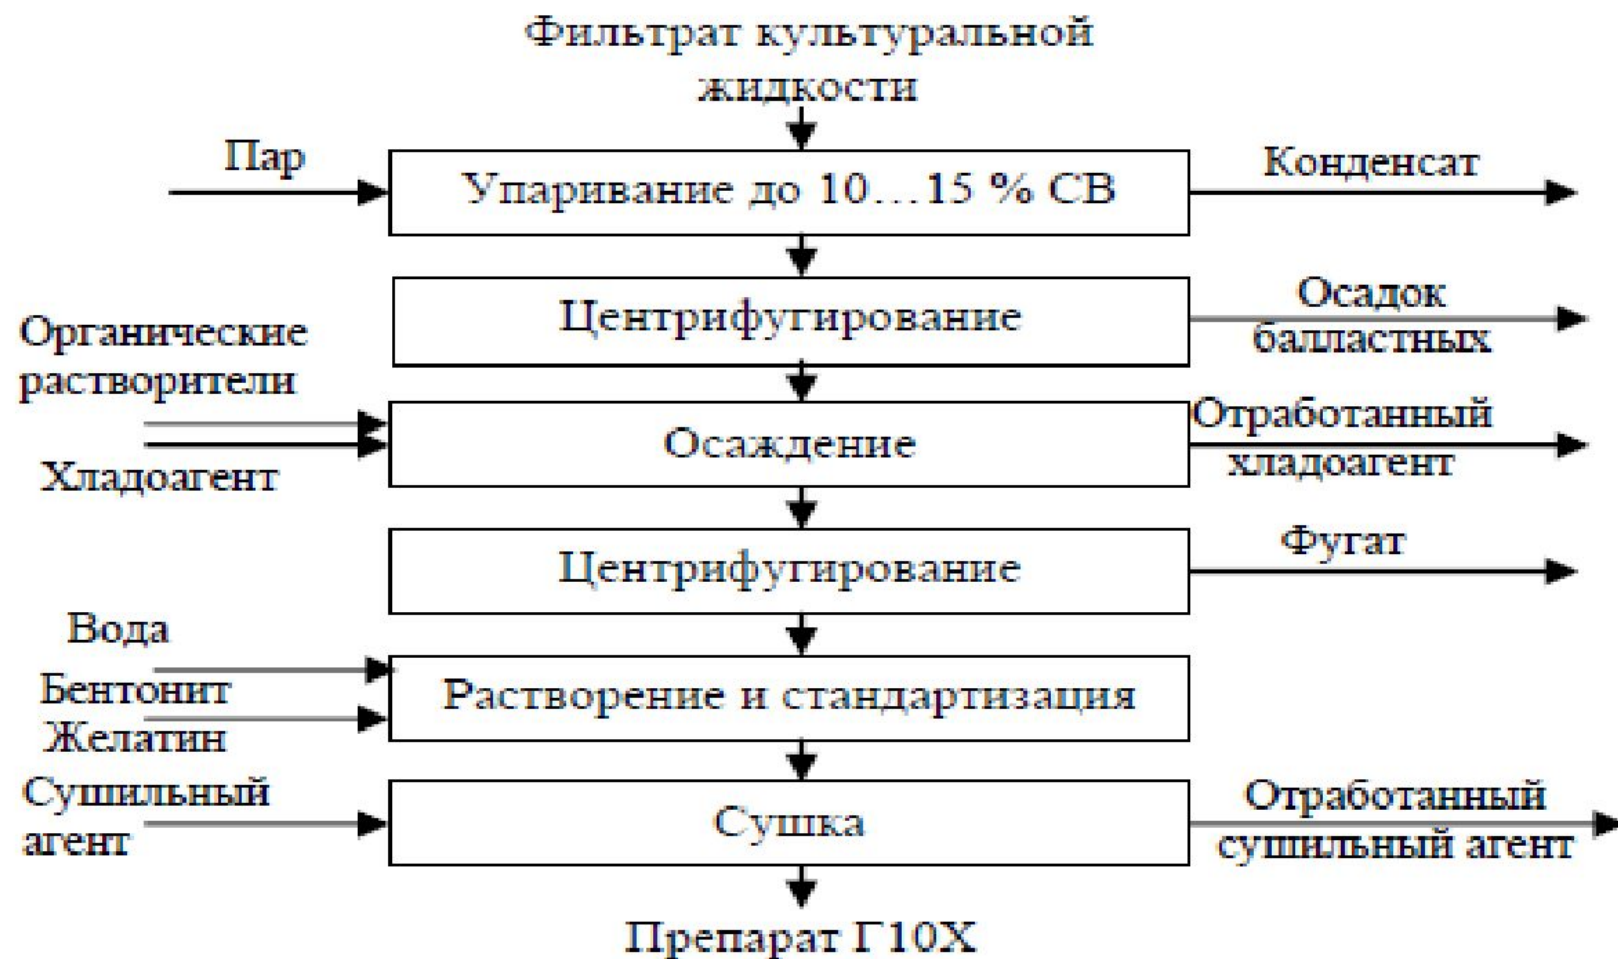 Фильтрат культуральной
жидкости
Пар
Упаривание до 10...15 % СВ
Конденсат
Центрифугирование
Осадок
балластных
Органические
растворители
Хладоагент
Осаждение
Отработанный
хладоагент
Центрифугирование
Фугат
Вода
Бентонит
Желатин
Растворение и стандартизация
Сушильный
агент
Сушка
Отработанный
сушильный агент
Препарат Г10Х